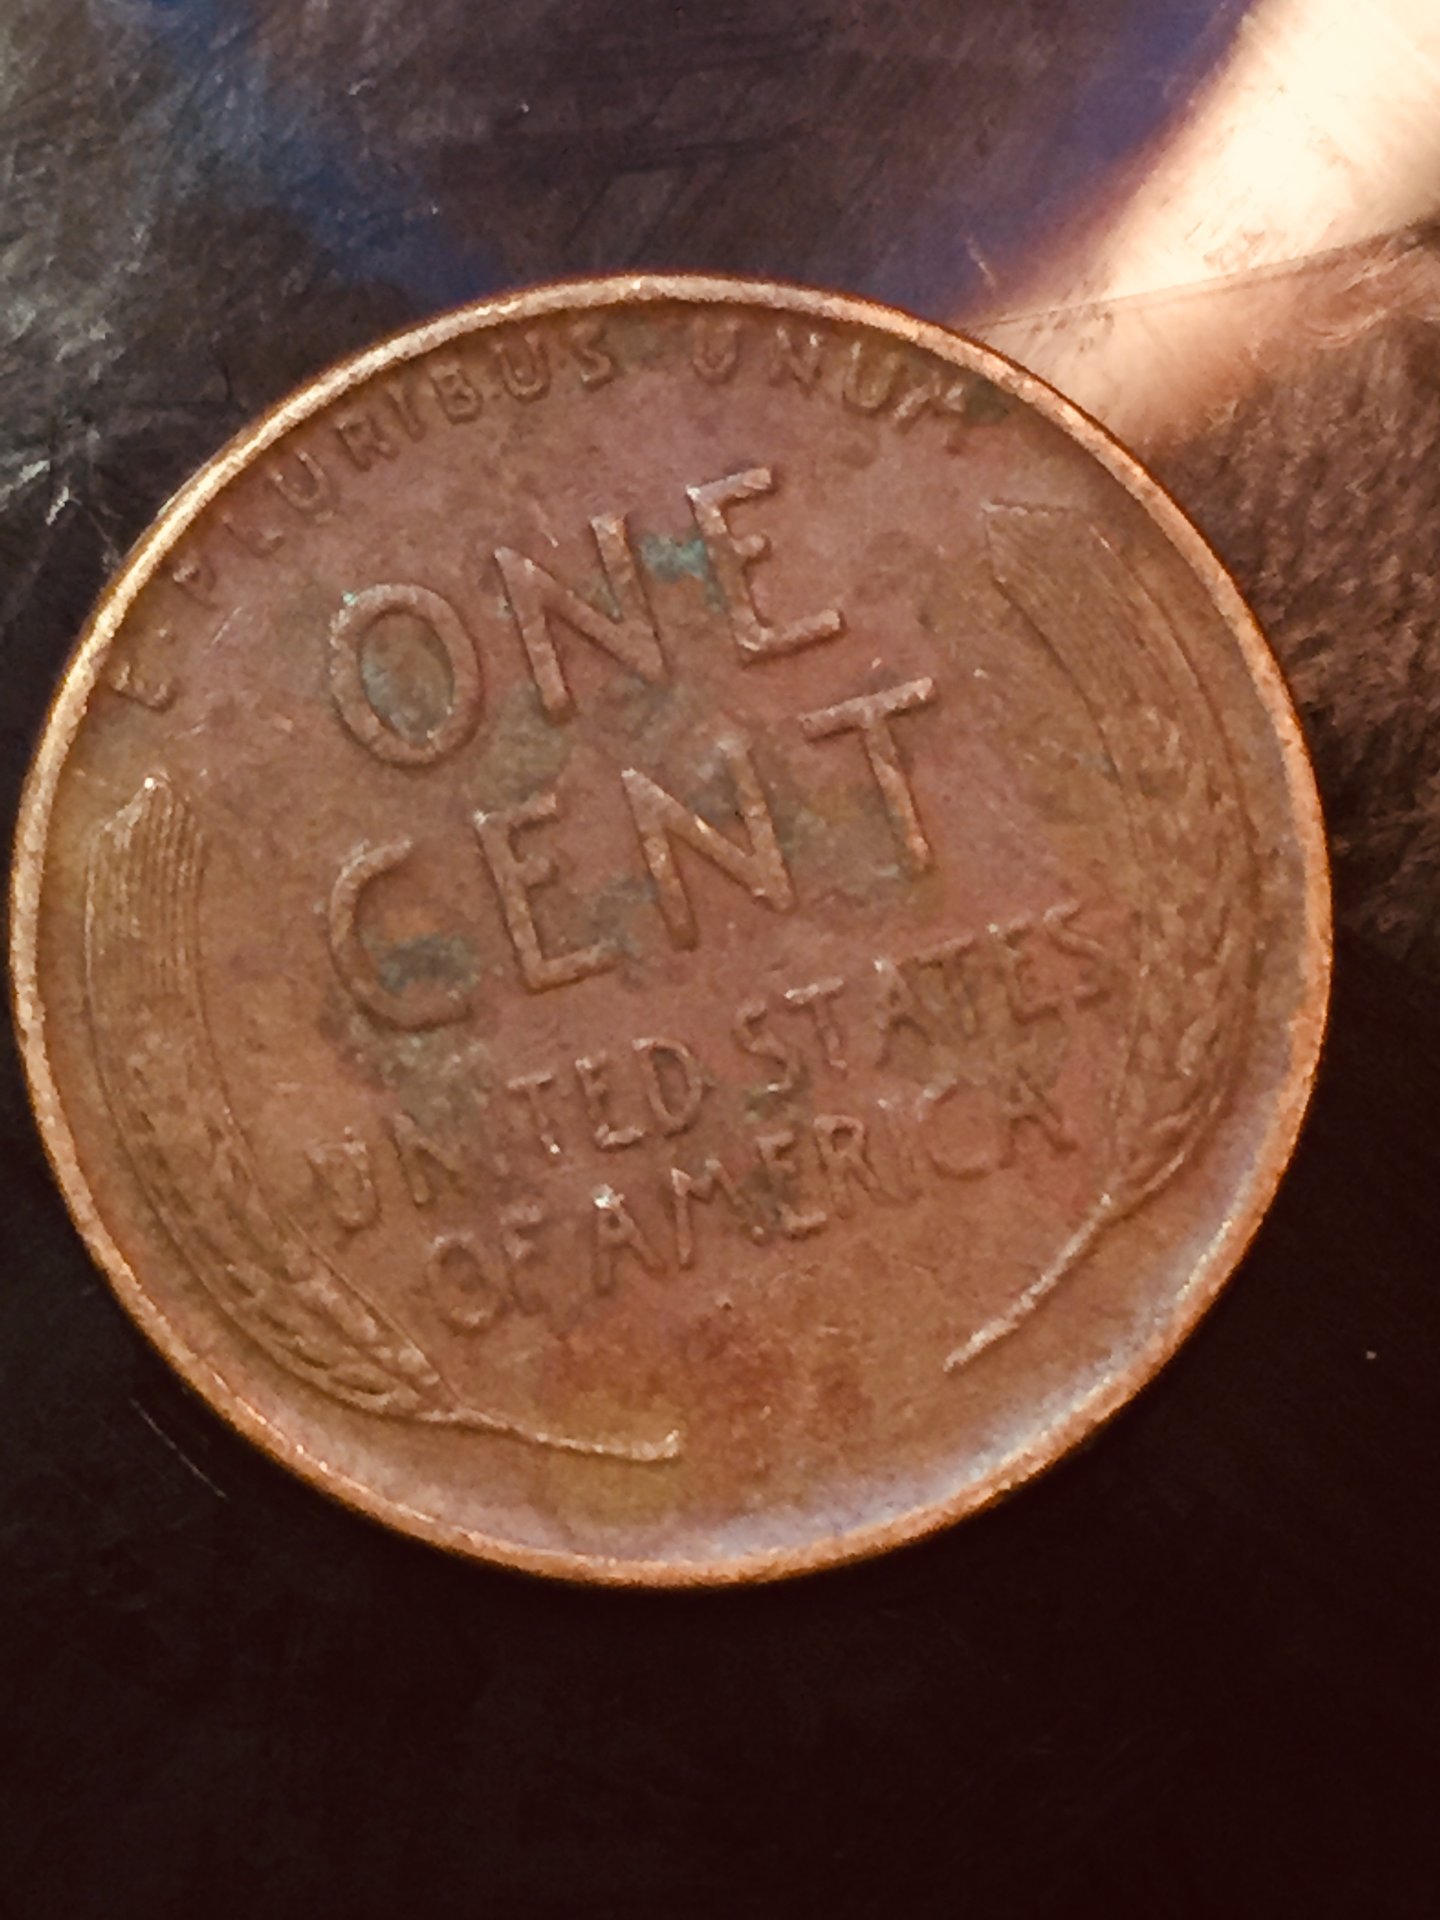 E PLURIBUS UNUM
ONE
CENT
UNITED STATES
OF AMERICA